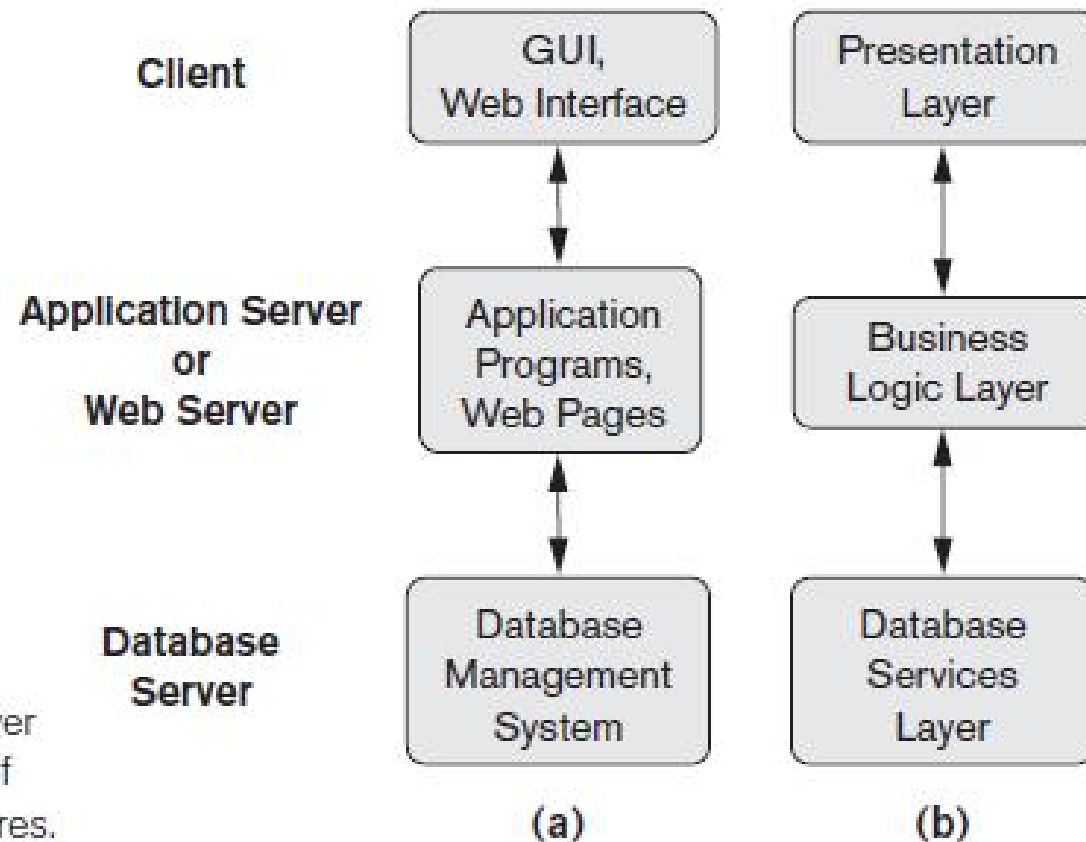 Client
GUI,
Web Interface
Presentation
Layer
Application Server
or
Web Server
Application
Programs,
Web Pages
Business
Logic Layer
Database
Server
Database
Management
System
Database
Services
Layer
(a)
(b)